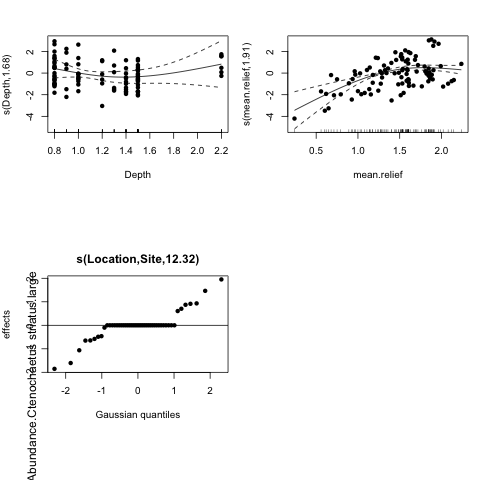 s(Depth,1.68)
2
0
-2
-4
0.8 1.0 1.2 1.4 1.6 1.8 2.0 2.2
Depth
s(mean.relief,1.91)
2
0
-2
-4
0.5 1.0 1.5 2.0
mean.relief
s(Location,Site,12.32)
effects
Abundance.Ctenochaetus striatus.large
-2 -1 0 1 2
Gaussian quantiles